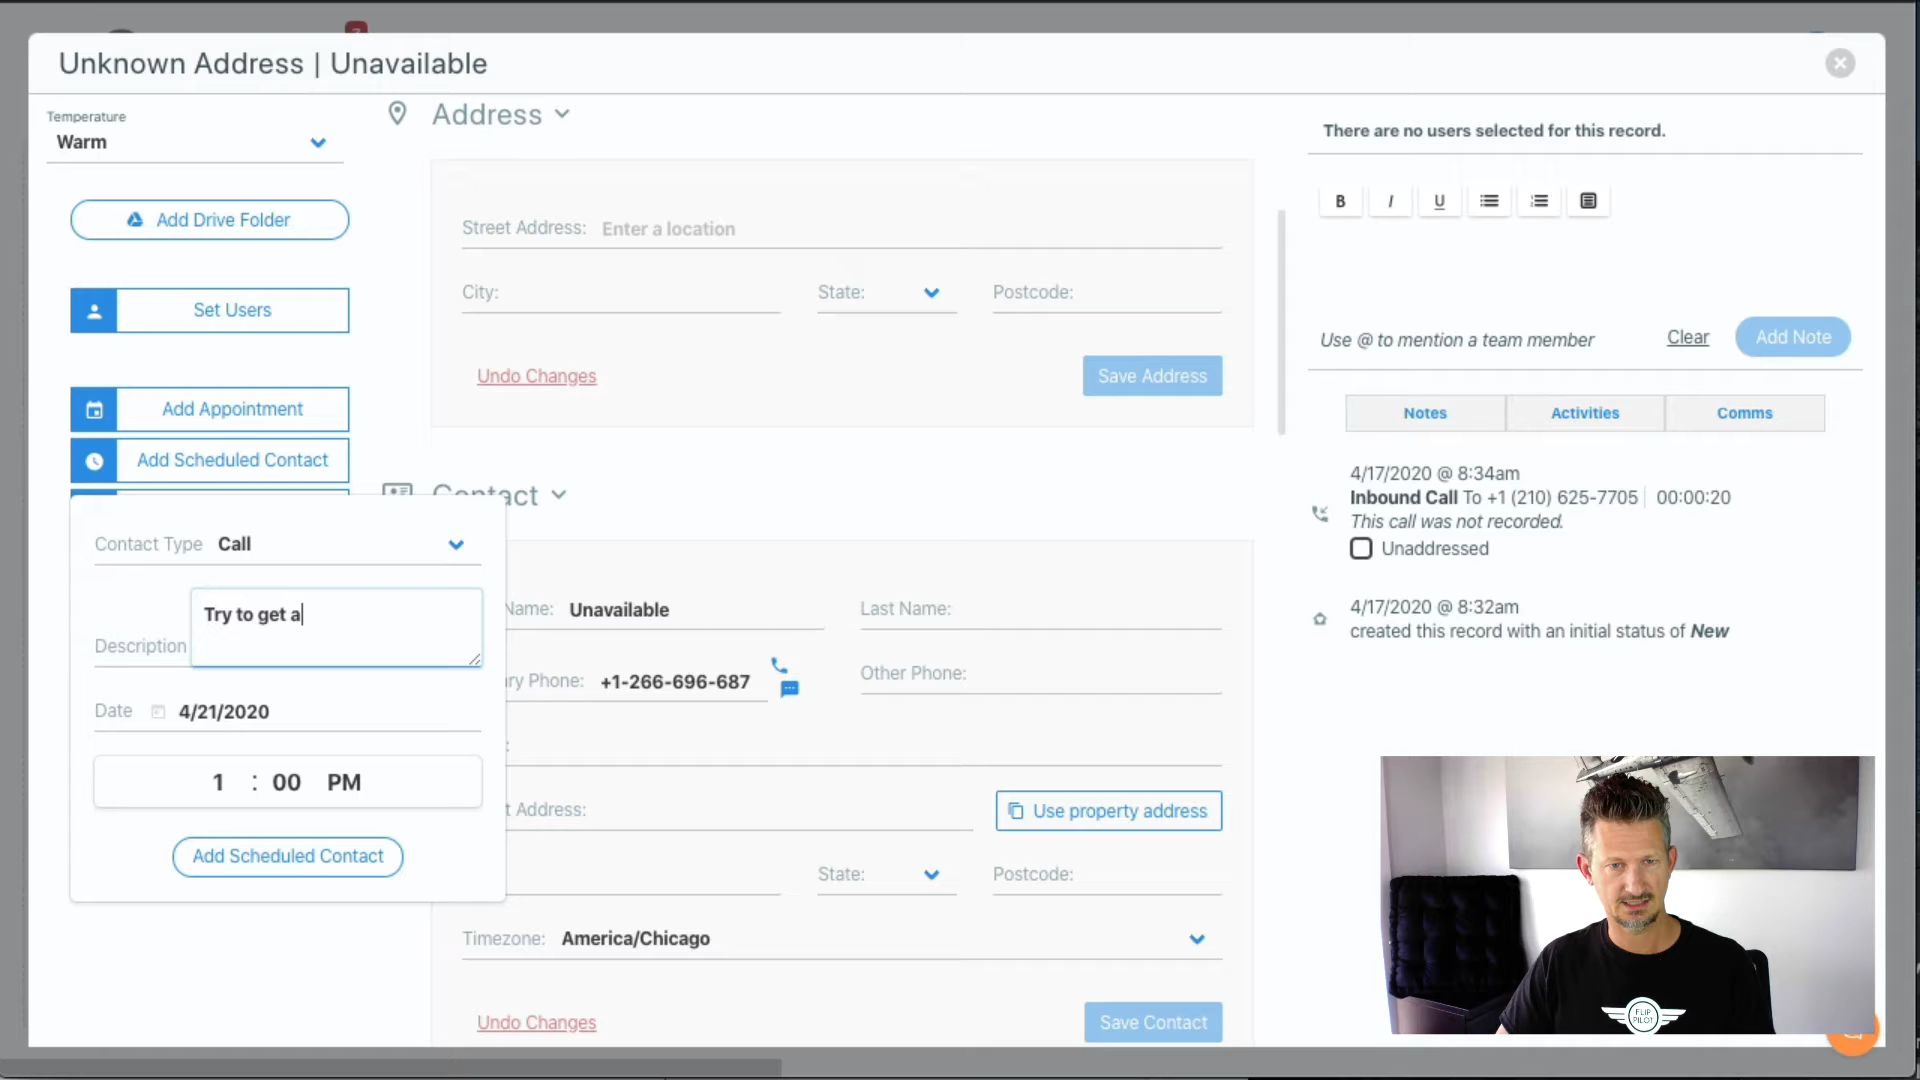 3
Unknown Address | Unavailable
Temperature
Warm
Add Drive Folder
Set Users
Add Appointment
Add Scheduled Contact
Contact Type Call
Description Try to get a
Date 4/21/2020
1 : 00 PM
Add Scheduled Contact
Address
Street Address: Enter a location
City: State: Postcode:
Undo Changes Save Address
Contact
Name: Unavailable Last Name:
ry Phone: +1-266-696-687 Other Phone:
:
t Address: Use property address
State: Postcode:
Timezone: America/Chicago
Undo Changes Save Contact
There are no users selected for this record.
B I U
Use @ to mention a team member Clear Add Note
Notes Activities Comms
4/17/2020 @ 8:34am
Inbound Call To +1 (210) 625-7705 | 00:00:20
This call was not recorded.
Unaddressed
4/17/2020 @ 8:32am
created this record with an initial status of New
FLIP
PILOT